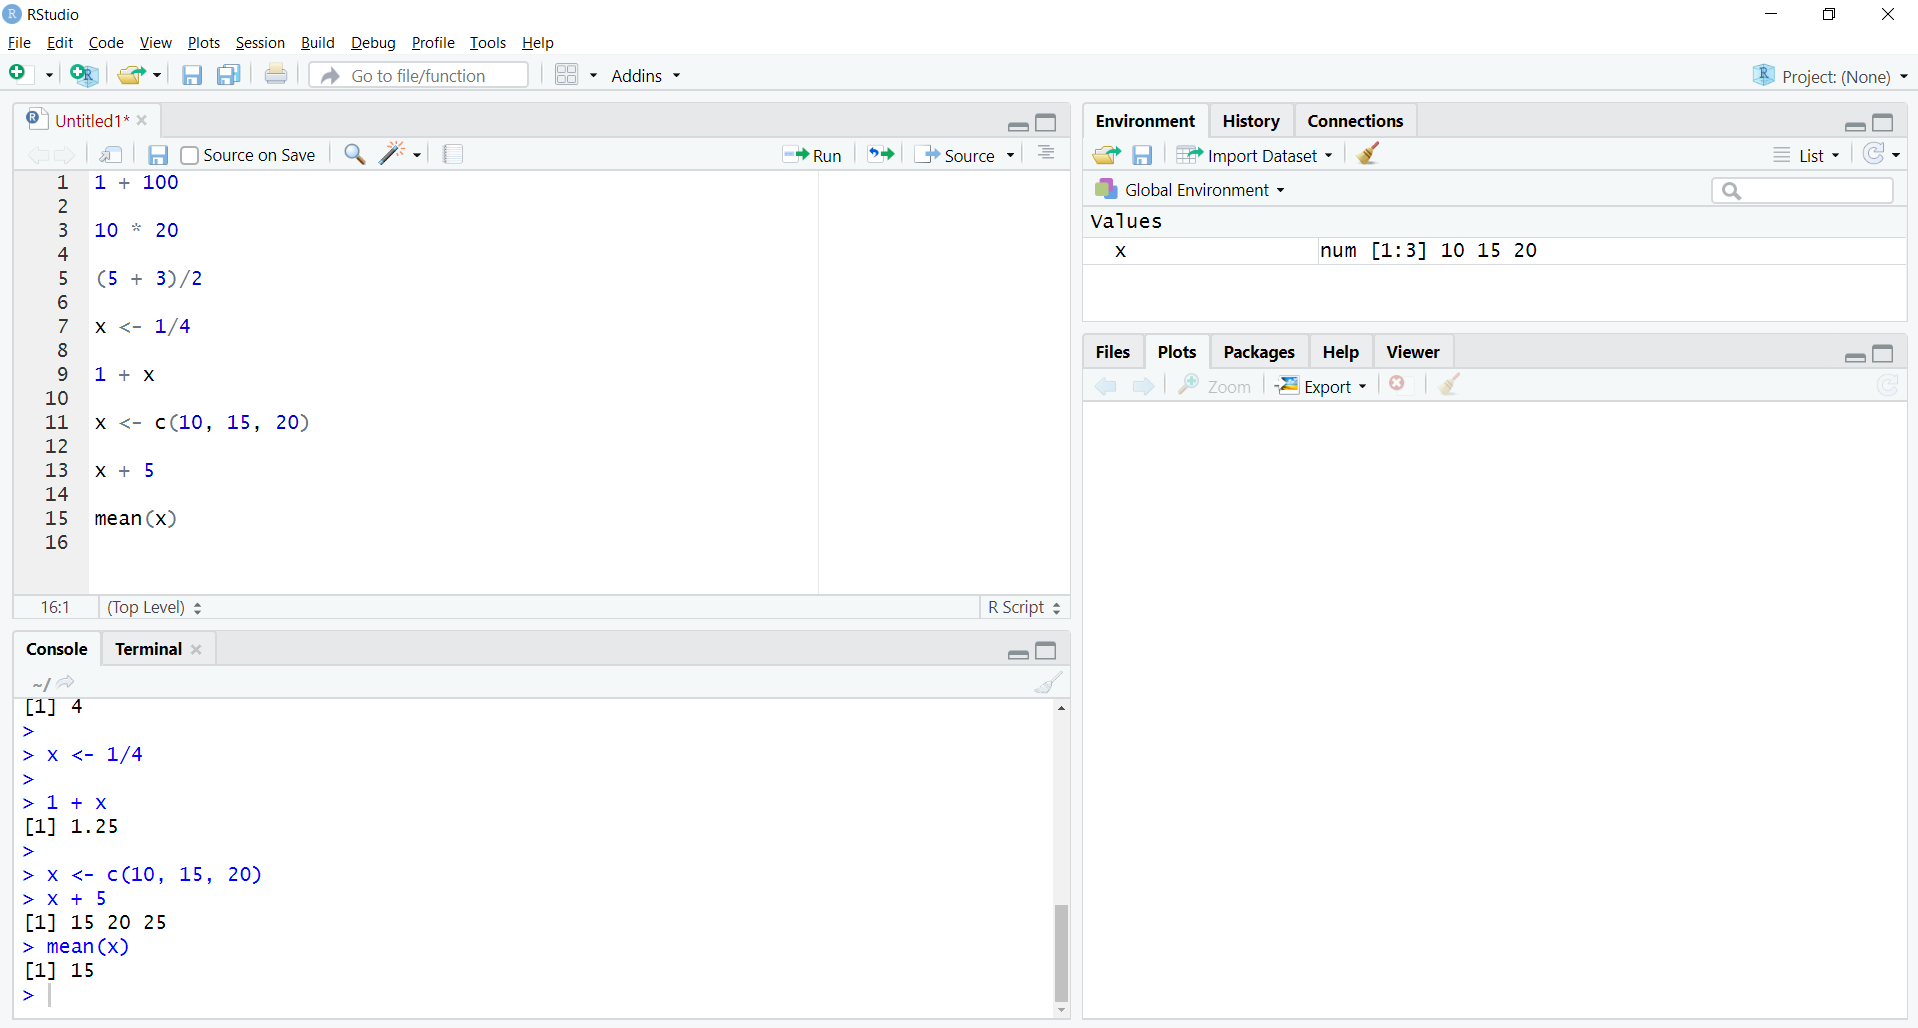 RStudio
File Edit Code View Plots Session Build Debug Profile Tools Help
Go to file/function Addins Project: (None)
Untitled1*
Source on Save Run Source
1 1 + 100
2
3 10 * 20
4
5 (5 + 3)/2
6
7 x <- 1/4
8
9 1 + x
10
11 x <- c(10, 15, 20)
12
13 x + 5
14
15 mean(x)
16
16:1 (Top Level) R Script
Console Terminal
~/
[1] 4
>
> x <- 1/4
>
> 1 + x
[1] 1.25
>
> x <- c(10, 15, 20)
> x + 5
[1] 15 20 25
> mean(x)
[1] 15
>
Environment History Connections
Import Dataset List
Global Environment
Values
x num [1:3] 10 15 20
Files Plots Packages Help Viewer
Zoom Export